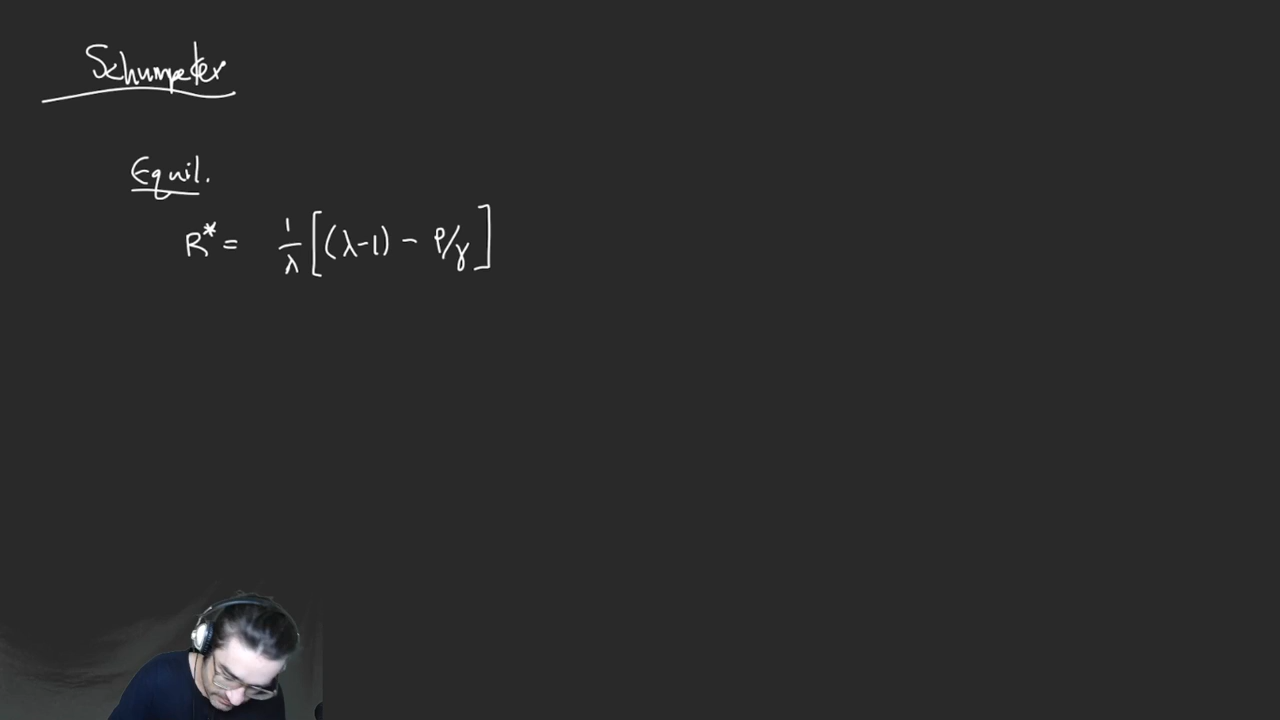 Schumpeter
Equil.
R* = 1/λ [(λ-1) - ρ/γ]